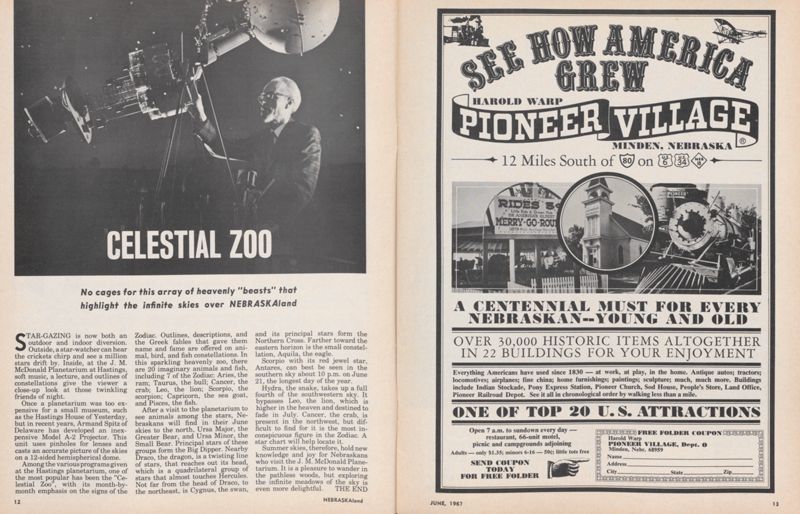 CELESTIAL ZOO
No cages for this array of heavenly "beasts" that
highlight the infinite skies over NEBRASKAland
STAR-GAZING is now both an
outdoor and indoor diversion.
Outside, a star-watcher can hear
the crickets chirp and see a million
stars drift by. Inside, at the J. M.
McDonald Planetarium at Hastings,
soft music, a lecture, and outlines of
constellations give the viewer a
close-up look at those twinkling
friends of night.
Once a planetarium was too ex-
pensive for a small museum, such
as the Hastings House of Yesterday,
but in recent years, Armand Spitz of
Delaware has developed an inex-
pensive Model A-2 Projector. This
unit uses pinholes for lenses and
casts an accurate picture of the skies
on a 12-sided hemispherical dome.
Among the various programs given
at the Hastings planetarium, one of
the most popular has been the "Ce-
lestial Zoo", with its month-by-
month emphasis on the signs of the
Zodiac. Outlines, descriptions, and
the Greek fables that gave them
name and fame are offered on ani-
mal, bird, and fish constellations. In
this sparkling heavenly zoo, there
are 20 imaginary animals and fish,
including 7 of the Zodiac: Aries, the
ram; Taurus, the bull; Cancer, the
crab; Leo, the lion; Scorpio, the
scorpion; Capricorn, the sea goat,
and Pisces, the fish.
After a visit to the planetarium to
see animals among the stars, Ne-
braskans will find in their June
skies to the north, Ursa Major, the
Greater Bear, and Ursa Minor, the
Small Bear. Principal stars of these
groups form the Big Dipper. Nearby
Draco, the dragon, is a twisting line
of stars, that reaches out its head,
which is a quadrilateral group of
stars that almost touches Hercules.
Not far from the head of Draco, to
the northeast, is Cygnus, the swan,
and its principal stars form the
Northern Cross. Farther toward the
eastern horizon is the small constel-
lation, Aquila, the eagle.
Scorpio with its red jewel star,
Antares, can best be seen in the
southern sky about 10 p.m. on June
21, the longest day of the year.
Hydra, the snake, takes up a full
fourth of the southwestern sky. It
bypasses Leo, the lion, which is
higher in the heaven and destined to
fade in July. Cancer, the crab, is
present in the northwest, but dif-
ficult to find for it is the most in-
conspicuous figure in the Zodiac. A
star chart will help locate it.
Summer skies, therefore, hold new
knowledge and joy for Nebraskans
who visit the J. M. McDonald Plane-
tarium. It is a pleasure to wander in
the pathless woods, but exploring
the infinite meadows of the sky is
even more delightful. THE END
12
NEBRASKAland
SEE HOW AMERICA
GREW
HAROLD WARP
PIONEER VILLAGE®
MINDEN, NEBRASKA
12 Miles South of 80 on US 6 US 34
RIDES 5¢
MERRY-GO-ROU
PIONEER
A CENTENNIAL MUST FOR EVERY
NEBRASKAN--YOUNG AND OLD
OVER 30,000 HISTORIC ITEMS ALTOGETHER
IN 22 BUILDINGS FOR YOUR ENJOYMENT
Everything Americans have used since 1830 — at work, at play, in the home. Antique autos; tractors;
locomotives; airplanes; fine china; home furnishings; paintings; sculpture; much, much more. Buildings
include Indian Stockade, Pony Express Station, Pioneer Church, Sod House, People's Store, Land Office,
Pioneer Railroad Depot. See it all in chronological order by walking less than a mile.
ONE OF TOP 20 U.S. ATTRACTIONS
Open 7 a.m. to sundown every day —
restaurant, 66-unit motel,
picnic and campgrounds adjoining
Adults — only $1.35; minors 6-16 — 50¢; little tots free
SEND COUPON
TODAY
FOR FREE FOLDER
FREE FOLDER COUPON
Harold Warp
PIONEER VILLAGE, Dept. O
Minden, Nebr. 68959
Name
Address
City State Zip
JUNE, 1967
13